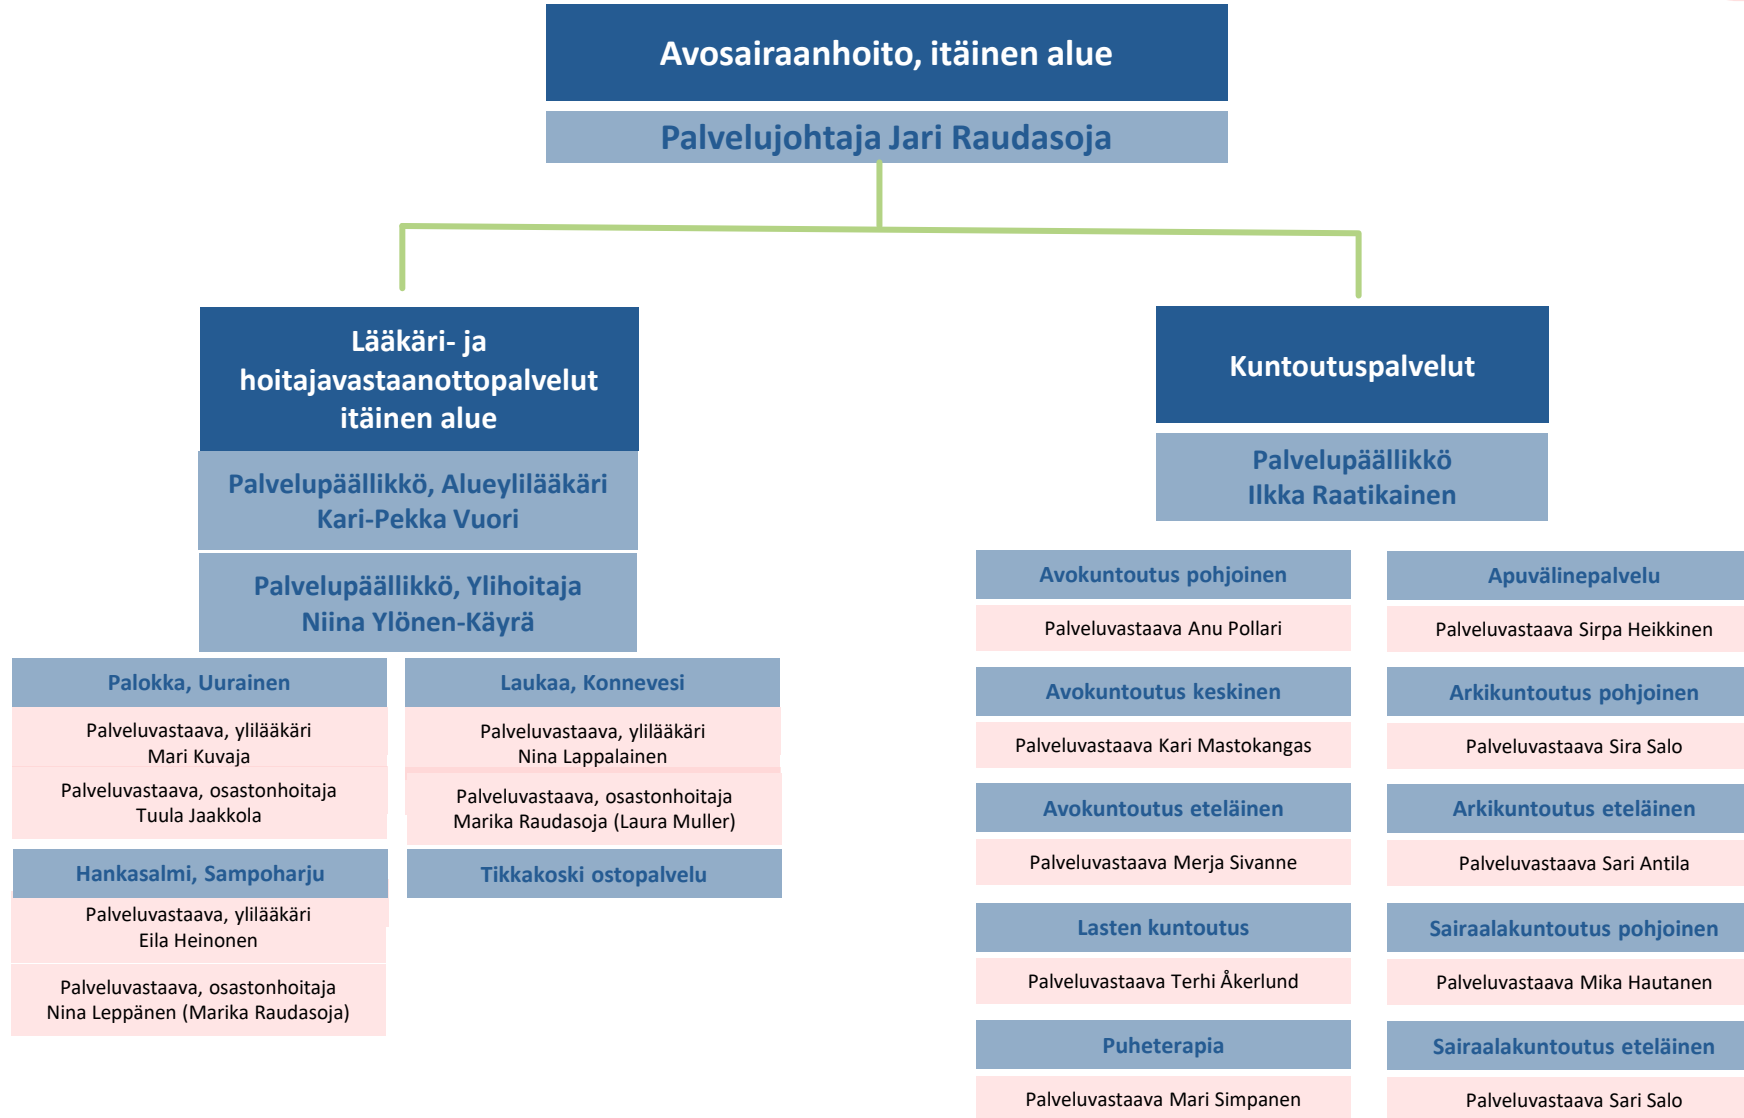 Avosairaanhoito, itäinen alue
Palvelujohtaja Jari Raudasoja
Lääkäri- ja
hoitajavastaanottopalvelut
itäinen alue
Palvelupäällikkö, Alueylilääkäri
Kari-Pekka Vuori
Palvelupäällikkö, Ylihoitaja
Niina Ylönen-Käyrä
Palokka, Uurainen
Palveluvastaava, ylilääkäri
Mari Kuvaja
Palveluvastaava, osastonhoitaja
Tuula Jaakkola
Hankasalmi, Sampoharju
Palveluvastaava, ylilääkäri
Eila Heinonen
Palveluvastaava, osastonhoitaja
Nina Leppänen (Marika Raudasoja)
Laukaa, Konnevesi
Palveluvastaava, ylilääkäri
Nina Lappalainen
Palveluvastaava, osastonhoitaja
Marika Raudasoja (Laura Muller)
Tikkakoski ostopalvelu
Kuntoutuspalvelut
Palvelupäällikkö
Ilkka Raatikainen
Avokuntoutus pohjoinen
Palveluvastaava Anu Pollari
Avokuntoutus keskinen
Palveluvastaava Kari Mastokangas
Avokuntoutus eteläinen
Palveluvastaava Merja Sivanne
Lasten kuntoutus
Palveluvastaava Terhi Åkerlund
Puheterapia
Palveluvastaava Mari Simpanen
Apuvälinepalvelu
Palveluvastaava Sirpa Heikkinen
Arkikuntoutus pohjoinen
Palveluvastaava Sira Salo
Arkikuntoutus eteläinen
Palveluvastaava Sari Antila
Sairaalakuntoutus pohjoinen
Palveluvastaava Mika Hautanen
Sairaalakuntoutus eteläinen
Palveluvastaava Sari Salo